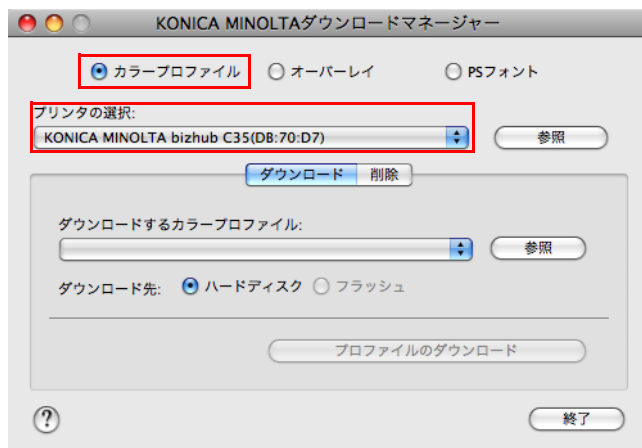 KONICA MINOLTAダウンロードマネージャー
カラープロファイル オーバーレイ PSフォント
プリンタの選択:
KONICA MINOLTA bizhub C35(DB:70:D7) 参照
ダウンロード 削除
ダウンロードするカラープロファイル:
参照
ダウンロード先: ハードディスク フラッシュ
プロファイルのダウンロード
? 終了